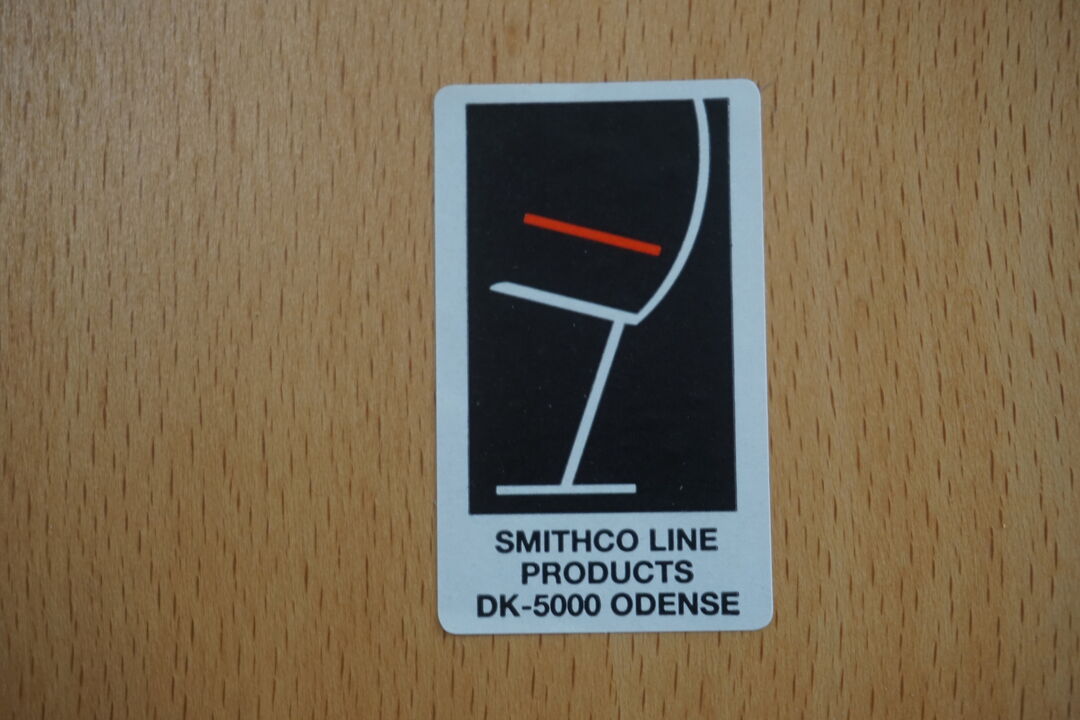 SMITHCO LINE
PRODUCTS
DK-5000 ODENSE